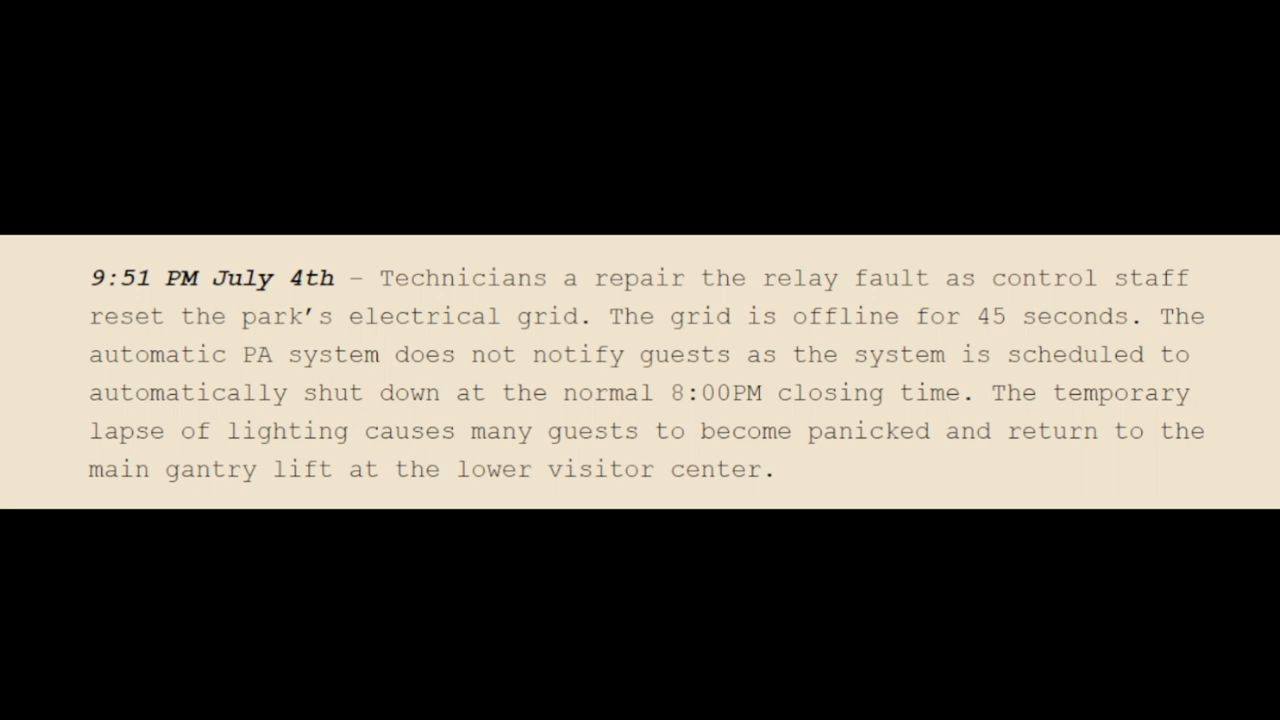 9:51 PM July 4th – Technicians a repair the relay fault as control staff
reset the park’s electrical grid. The grid is offline for 45 seconds. The
automatic PA system does not notify guests as the system is scheduled to
automatically shut down at the normal 8:00PM closing time. The temporary
lapse of lighting causes many guests to become panicked and return to the
main gantry lift at the lower visitor center.